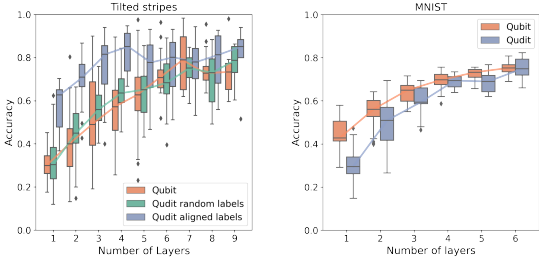 Tilted stripes
Accuracy
1.0
0.8
0.6
0.4
0.2
0.0
Qubit
Qudit random labels
Qudit aligned labels
1 2 3 4 5 6 7 8 9
Number of Layers
MNIST
Accuracy
1.0
0.8
0.6
0.4
0.2
0.0
Qubit
Qudit
1 2 3 4 5 6
Number of layers